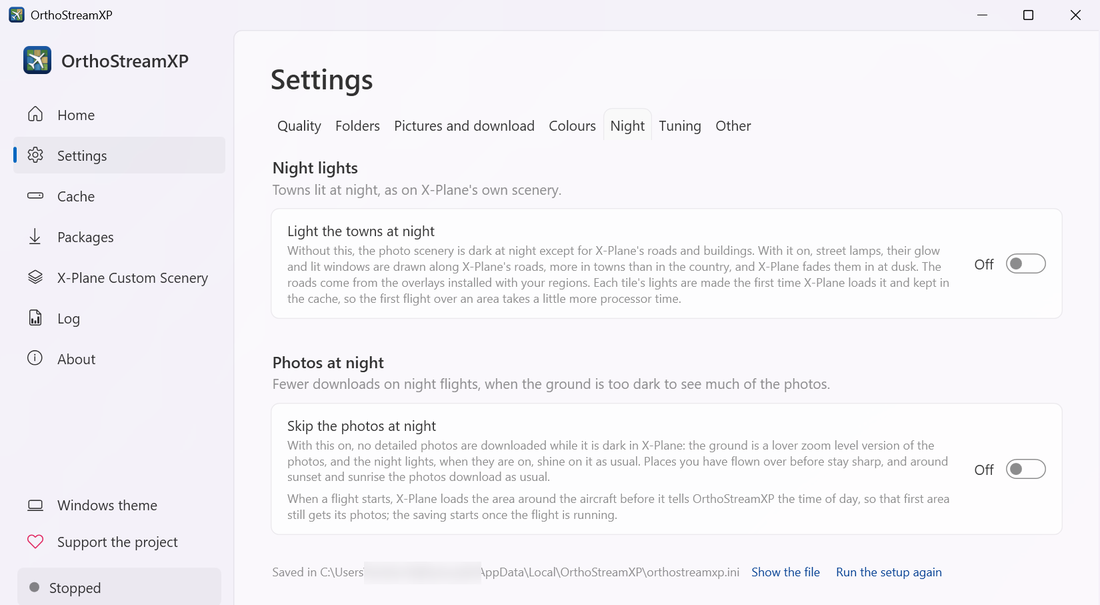 OrthoStreamXP
OrthoStreamXP
Home
Settings
Cache
Packages
X-Plane Custom Scenery
Log
About
Windows theme
Support the project
Stopped
Settings
Quality Folders Pictures and download Colours Night Tuning Other
Night lights
Towns lit at night, as on X-Plane's own scenery.
Light the towns at night
Without this, the photo scenery is dark at night except for X-Plane's roads and buildings. With it on, street lamps, their glow
and lit windows are drawn along X-Plane's roads, more in towns than in the country, and X-Plane fades them in at dusk. The
roads come from the overlays installed with your regions. Each tile's lights are made the first time X-Plane loads it and kept in
the cache, so the first flight over an area takes a little more processor time.
Off
Photos at night
Fewer downloads on night flights, when the ground is too dark to see much of the photos.
Skip the photos at night
With this on, no detailed photos are downloaded while it is dark in X-Plane: the ground is a lover zoom level version of the
photos, and the night lights, when they are on, shine on it as usual. Places you have flown over before stay sharp, and around
sunset and sunrise the photos download as usual.
When a flight starts, X-Plane loads the area around the aircraft before it tells OrthoStreamXP the time of day, so that first area
still gets its photos; the saving starts once the flight is running.
Off
Saved in C:\Users AppData\Local\OrthoStreamXP\orthostreamxp.ini Show the file Run the setup again